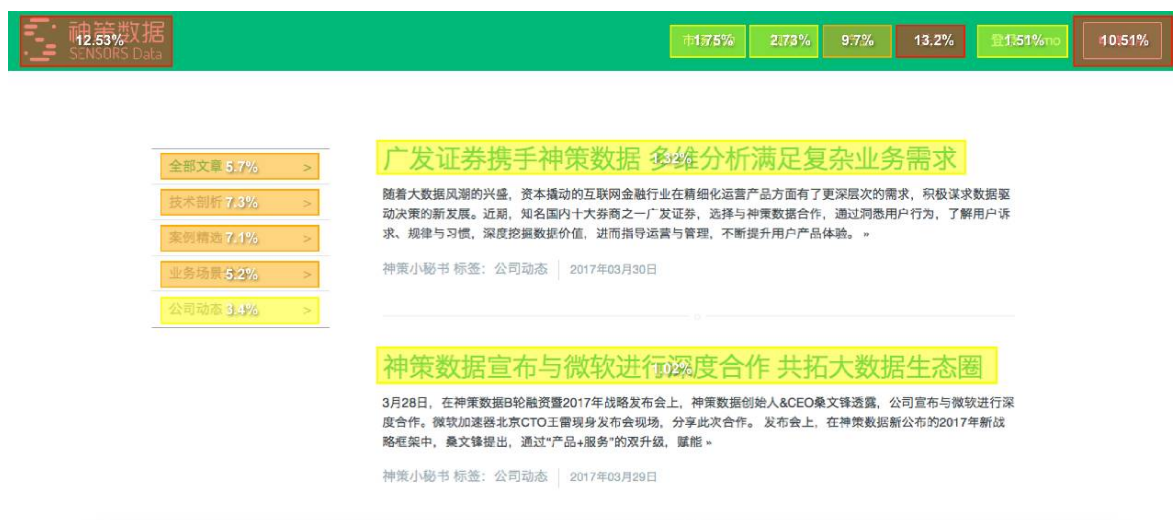 神策数据
SENSORS Data
12.53%
1.75%
2.73%
9.7%
13.2%
1.51%
10.51%
全部文章 5.7% >
技术剖析 7.3% >
案例精选 7.1% >
业务场景 5.2% >
公司动态 3.4% >
广发证券携手神策数据 多维分析满足复杂业务需求
1.32%
随着大数据风潮的兴盛，资本撬动的互联网金融行业在精细化运营产品方面有了更深层次的需求，积极谋求数据驱
动决策的新发展。近期，知名国内十大券商之一广发证券，选择与神策数据合作，通过洞悉用户行为，了解用户诉
求、规律与习惯，深度挖掘数据价值，进而指导运营与管理，不断提升用户产品体验。 »
神策小秘书 标签：公司动态 2017年03月30日
神策数据宣布与微软进行深度合作 共拓大数据生态圈
1.02%
3月28日，在神策数据B轮融资暨2017年战略发布会上，神策数据创始人&CEO桑文锋透露，公司宣布与微软进行深
度合作。微软加速器北京CTO王雷现身发布会现场，分享此次合作。 发布会上，在神策数据新公布的2017年新战
略框架中，桑文锋提出，通过"产品+服务"的双升级，赋能 »
神策小秘书 标签：公司动态 2017年03月29日